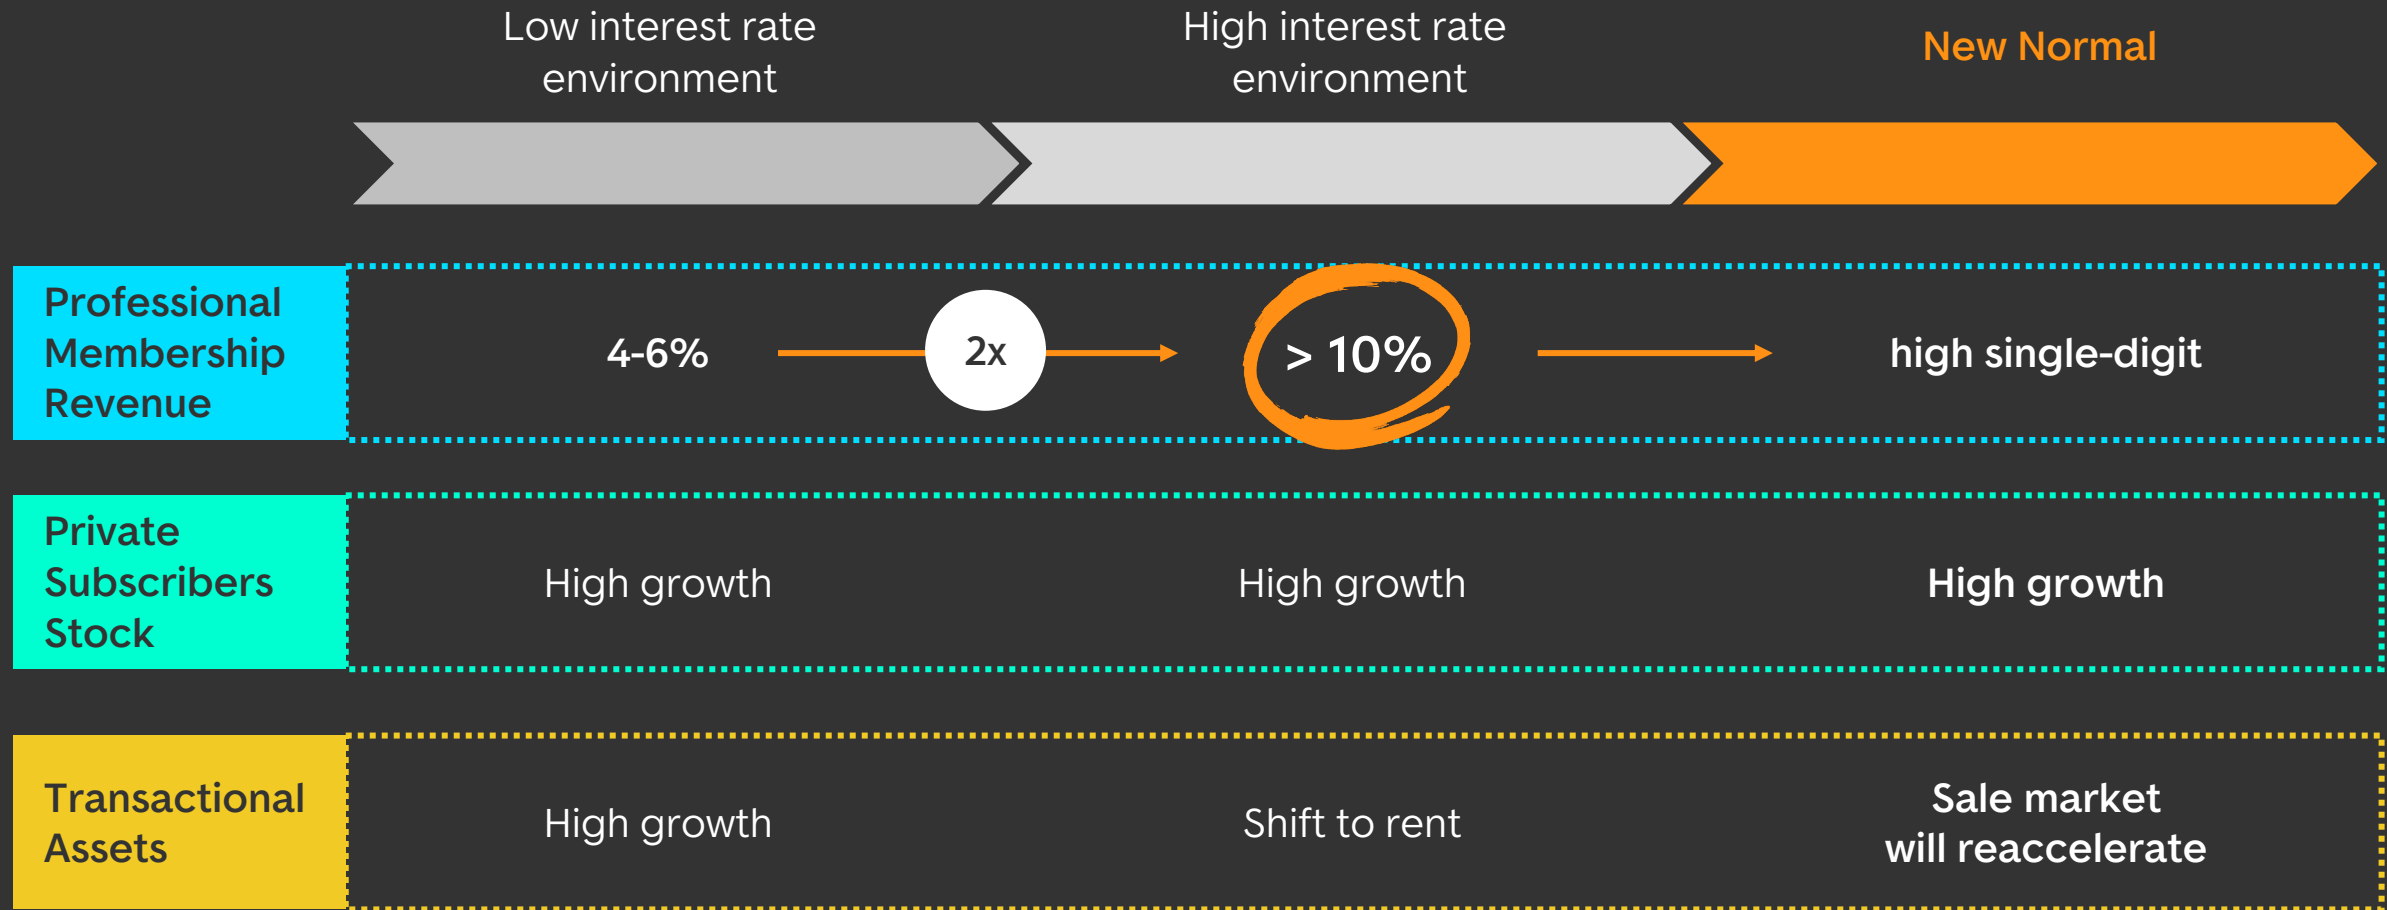 Low interest rate
environment
High interest rate
environment
New Normal
Professional
Membership
Revenue
4-6%
2x
> 10%
high single-digit
Private
Subscribers
Stock
High growth
High growth
High growth
Transactional
Assets
High growth
Shift to rent
Sale market
will reaccelerate